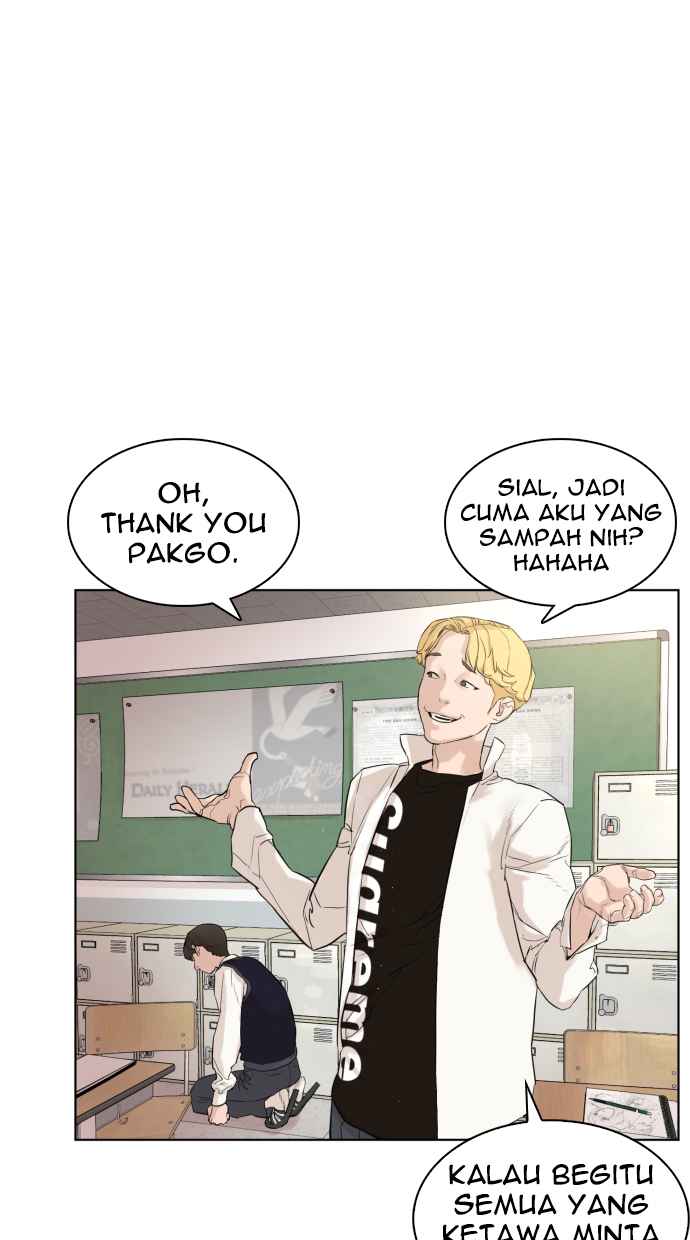 OH,
THANK YOU
PAKGO.
SIAL, JADI
CUMA AKU YANG
SAMPAH NIH?
HAHAHA
DAILY HERAL
cuqreme
KALAU BEGITU
SEMUA YANG
KETAWA MINTA